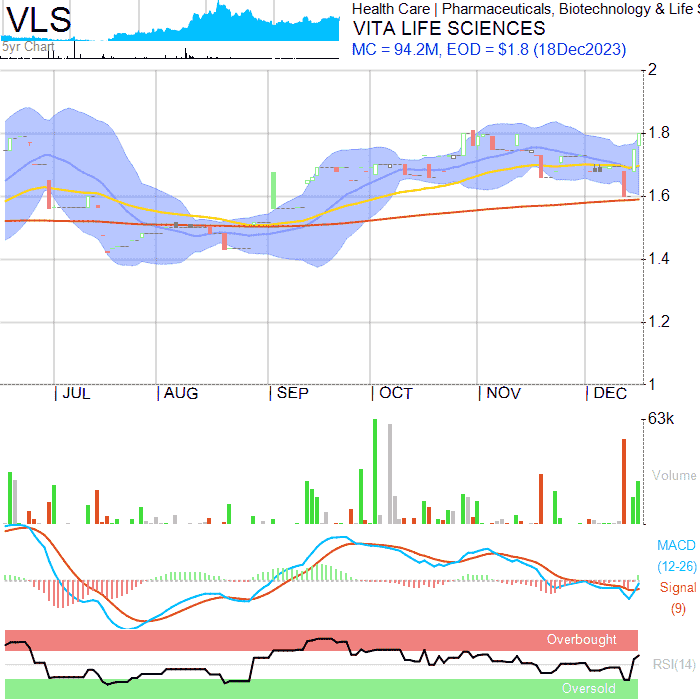 VLS
5yr Chart
Health Care | Pharmaceuticals, Biotechnology & Life S
VITA LIFE SCIENCES
MC = 94.2M, EOD = $1.8 (18Dec2023)
2
1.8
1.6
1.4
1.2
1
| JUL | AUG | SEP | OCT | NOV | DEC
63k
Volume
MACD
(12-26)
Signal
(9)
Overbought
RSI(14)
Oversold